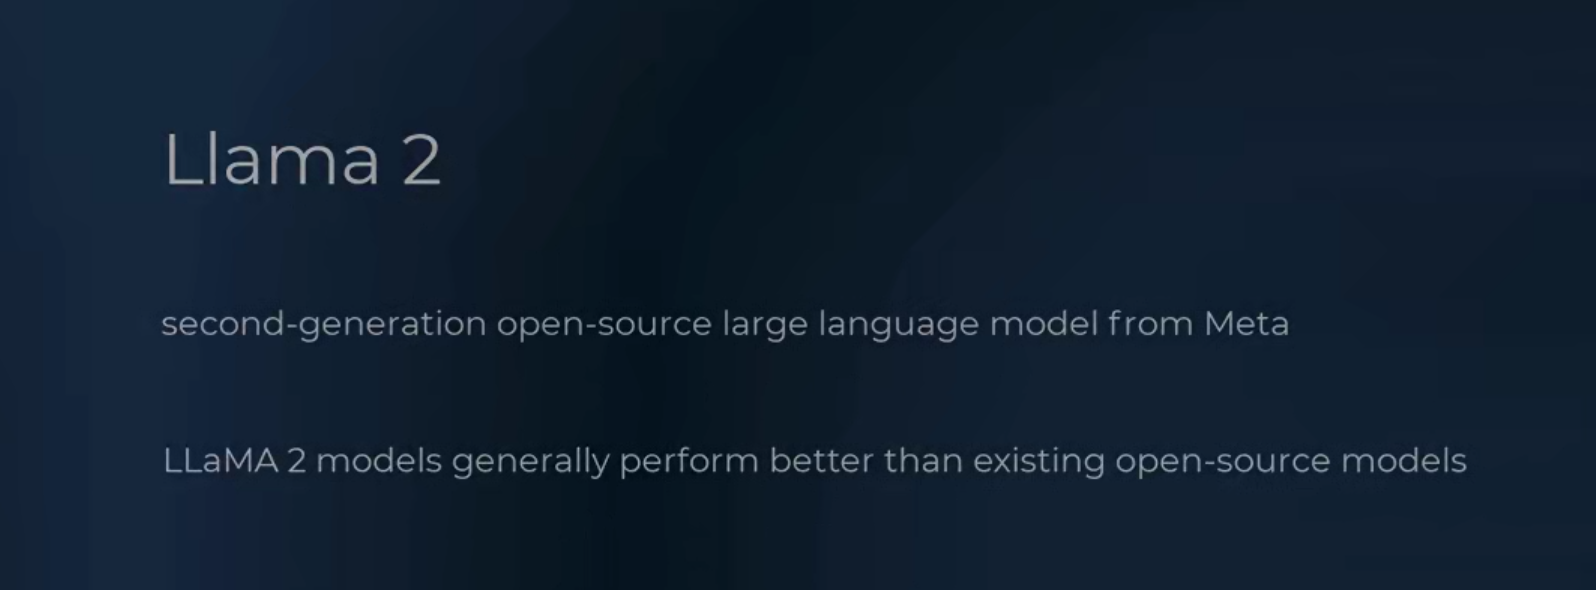 Llama 2
second-generation open-source large language model from Meta
LLaMA 2 models generally perform better than existing open-source models